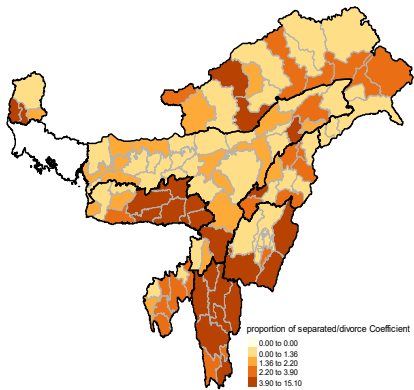 proportion of separated/divorce Coefficient
0.00 to 0.00
0.00 to 1.36
1.36 to 2.20
2.20 to 3.90
3.90 to 15.10